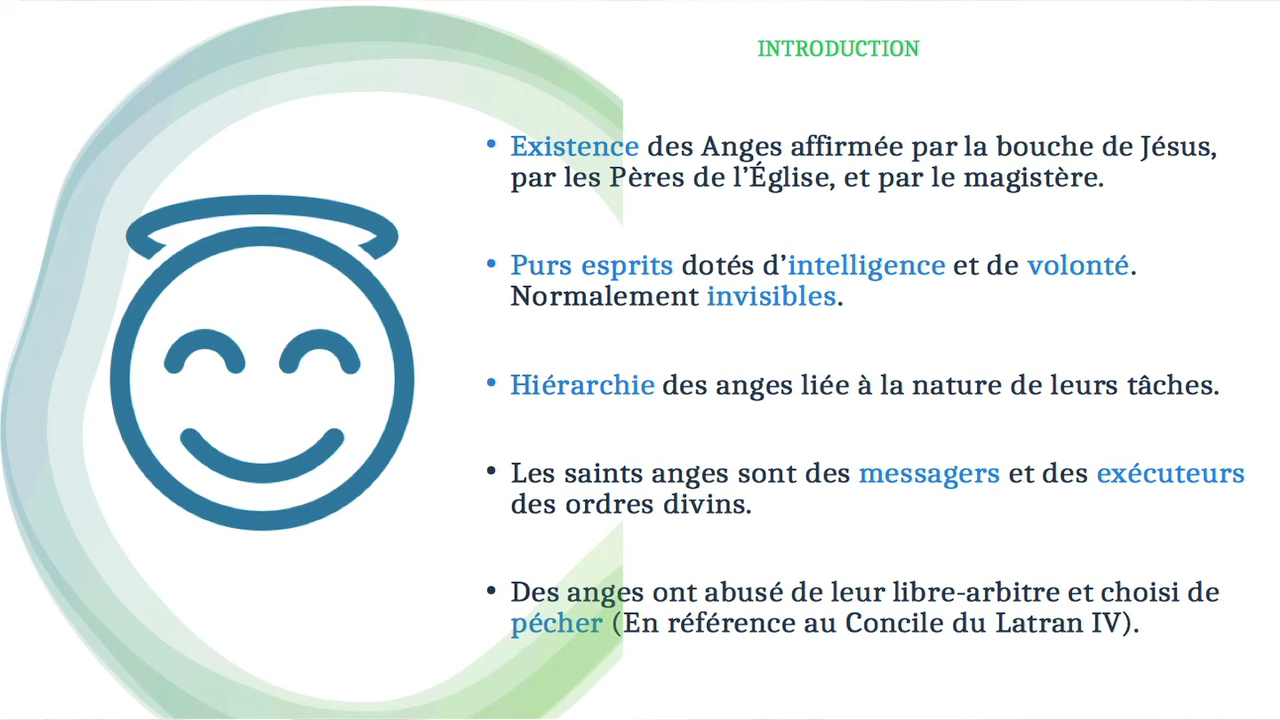 INTRODUCTION
• Existence des Anges affirmée par la bouche de Jésus,
par les Pères de l’Église, et par le magistère.
• Purs esprits dotés d’intelligence et de volonté.
Normalement invisibles.
• Hiérarchie des anges liée à la nature de leurs tâches.
• Les saints anges sont des messagers et des exécuteurs
des ordres divins.
• Des anges ont abusé de leur libre-arbitre et choisi de
pécher (En référence au Concile du Latran IV).